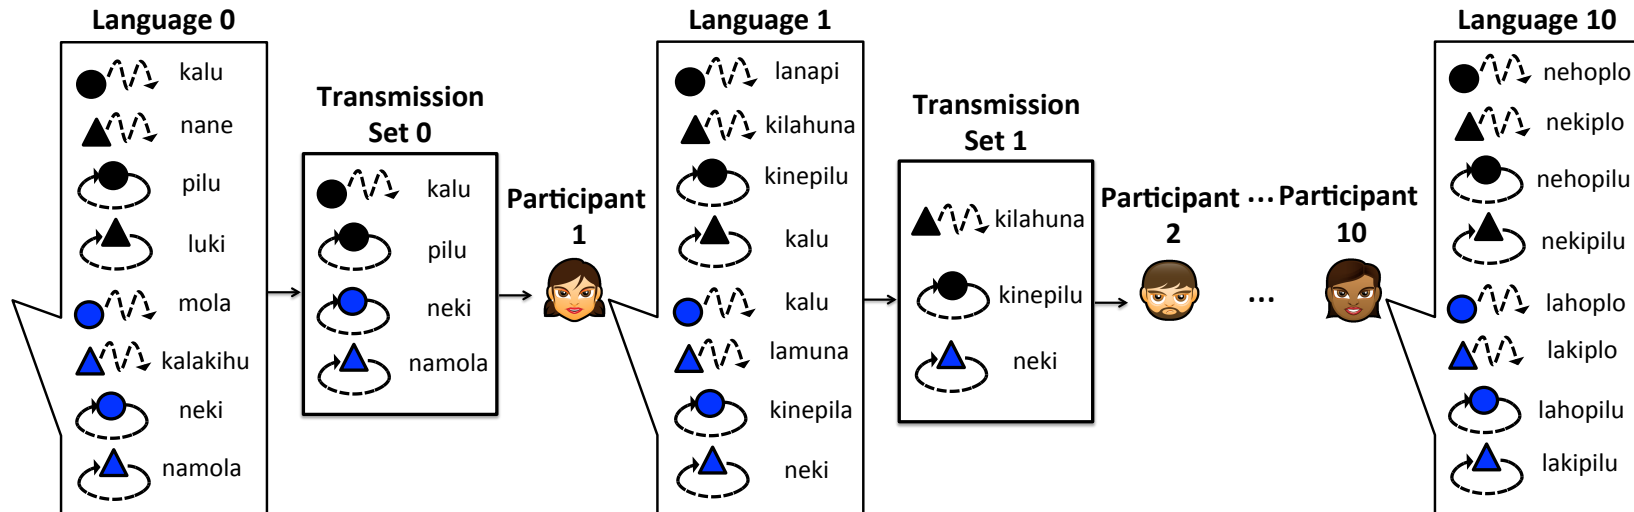 Language 0
kalu
nane
pilu
luki
mola
kalakihu
neki
namola
Transmission
Set 0
kalu
pilu
neki
namola
Participant
1
Language 1
lanapi
kilahuna
kinepilu
kalu
kalu
lamuna
kinepila
neki
Transmission
Set 1
kilahuna
kinepilu
neki
Participant
2
...
...
Participant
10
Language 10
nehoplo
nekiplo
nehopilu
nekipilu
lahoplo
lakiplo
lahopilu
lakipilu